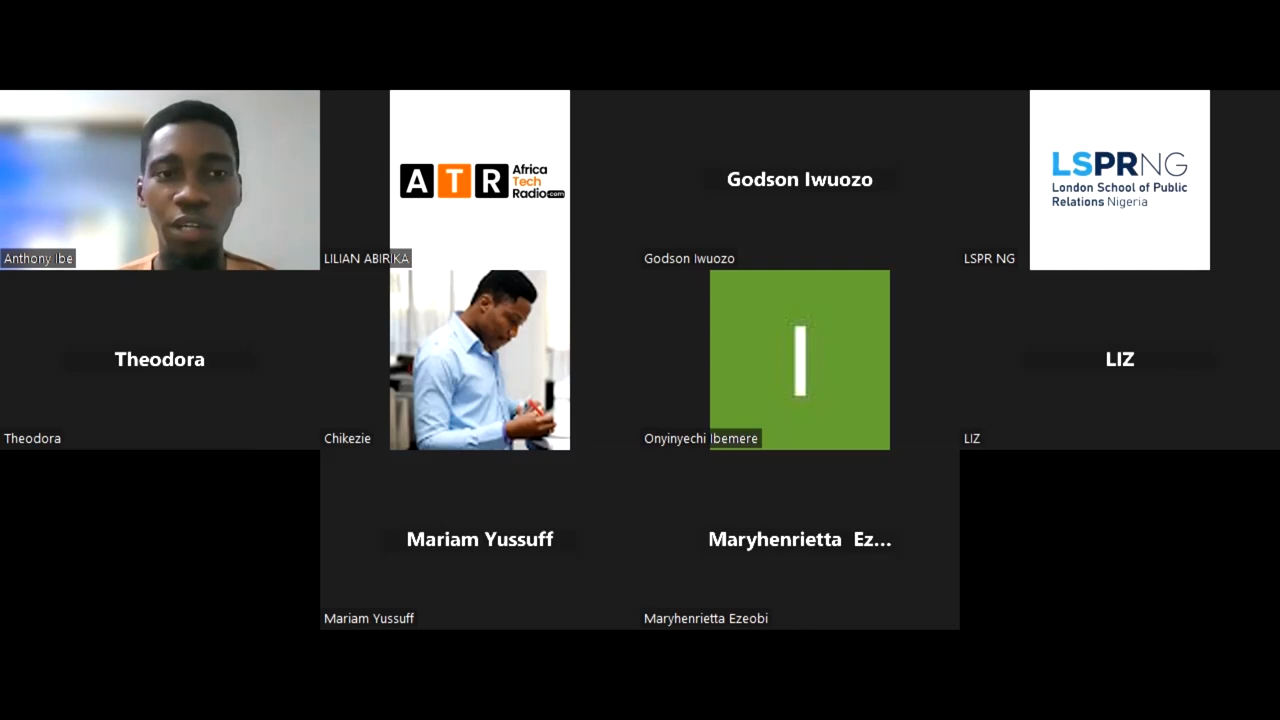 Anthony Ibe
ATR Africa
Tech
Radio.com
LILIAN ABIRIKA
Godson Iwuozo
Godson Iwuozo
LSPRNG
London School of Public
Relations Nigeria
LSPR NG
Theodora
Theodora
Chikezie
I
Onyinyechi Ibemere
LIZ
LIZ
Mariam Yussuff
Mariam Yussuff
Maryhenrietta Ez...
Maryhenrietta Ezeobi